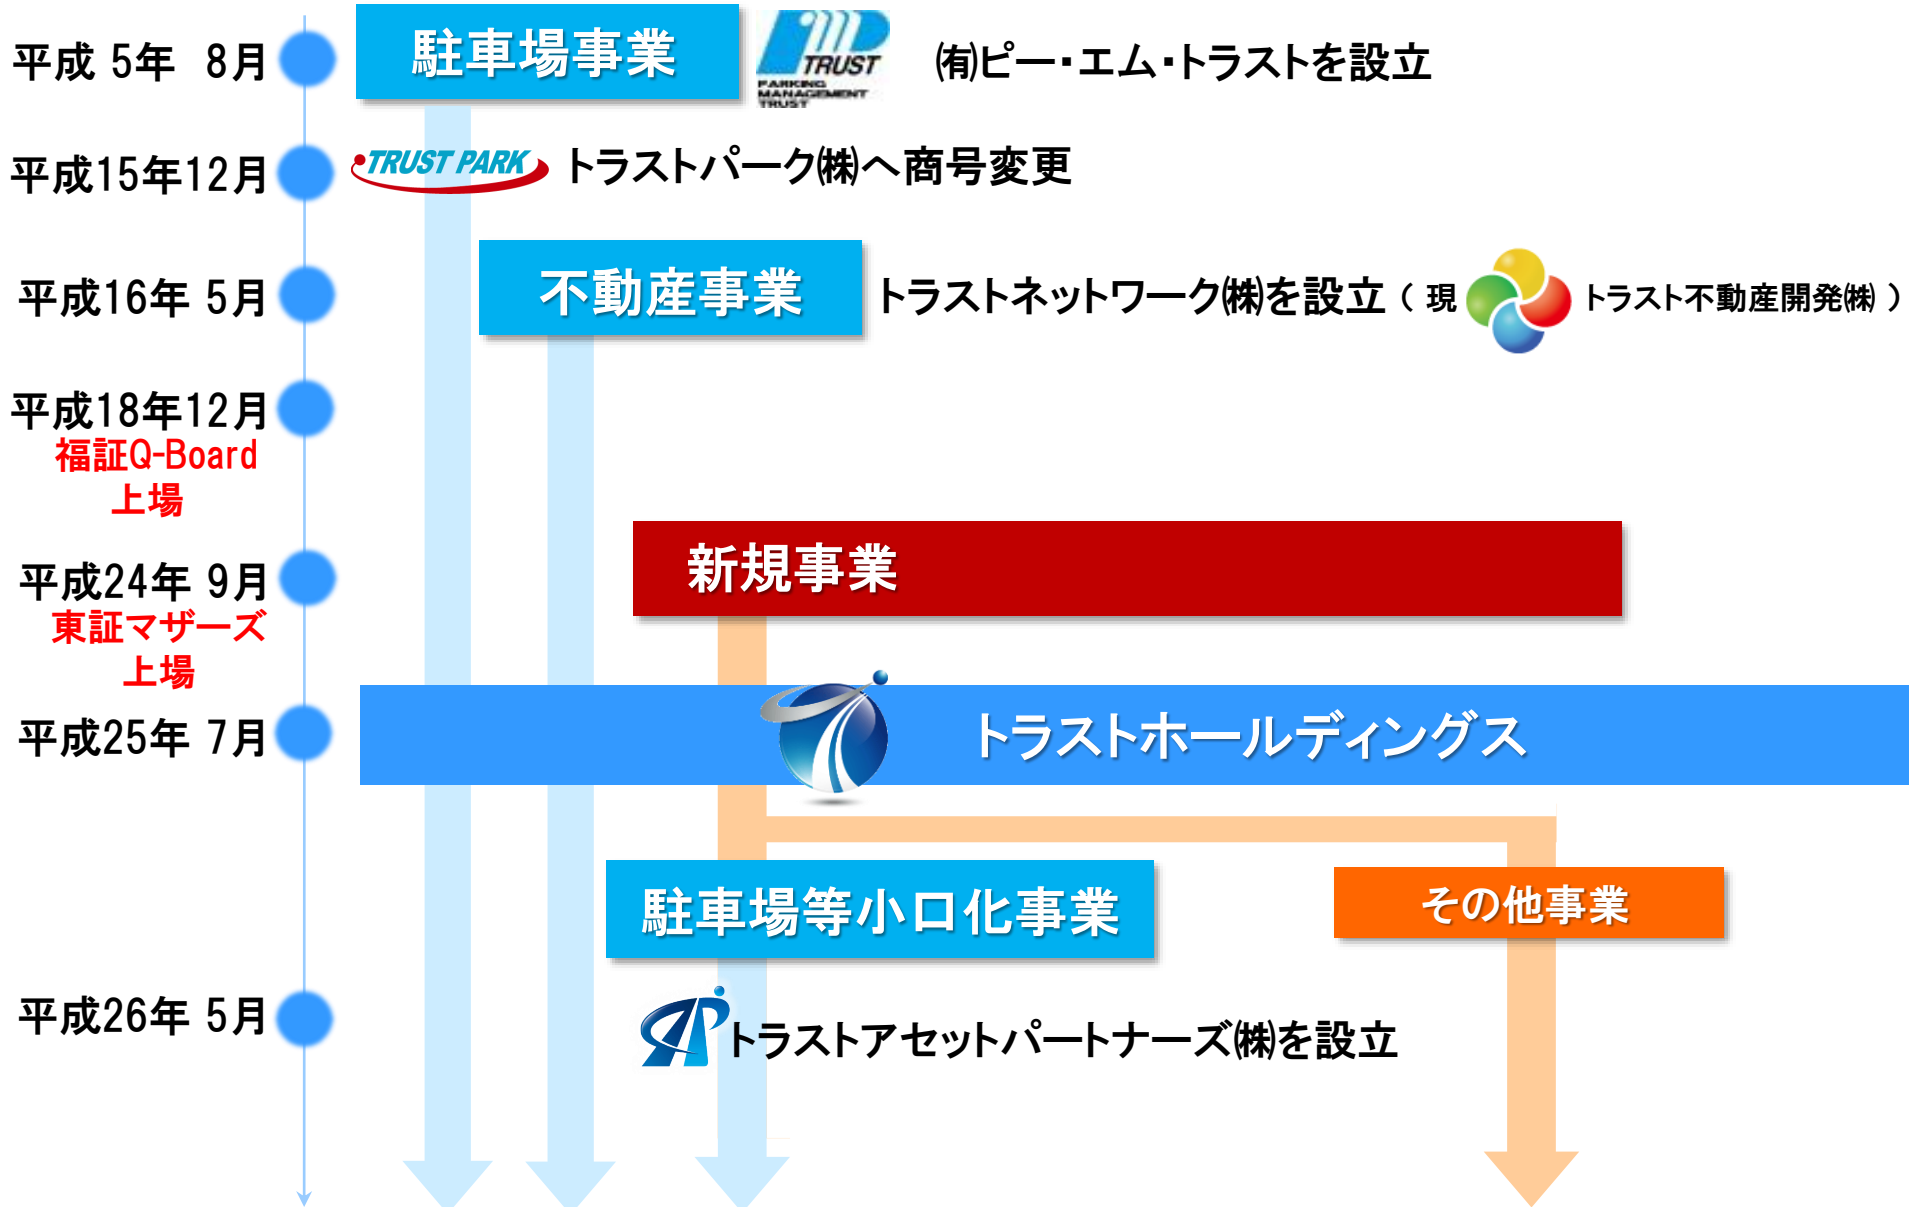 平成 5年 8月
駐車場事業
TRUST
PARKING
MANAGEMENT
TRUST
㈲ピー・エム・トラストを設立
平成15年12月
TRUST PARK
トラストパーク㈱へ商号変更
平成16年 5月
不動産事業
トラストネットワーク㈱を設立（ 現 トラスト不動産開発㈱ ）
平成18年12月
福証Q-Board
上場
新規事業
平成24年 9月
東証マザーズ
上場
平成25年 7月
トラストホールディングス
駐車場等小口化事業
その他事業
平成26年 5月
トラストアセットパートナーズ㈱を設立